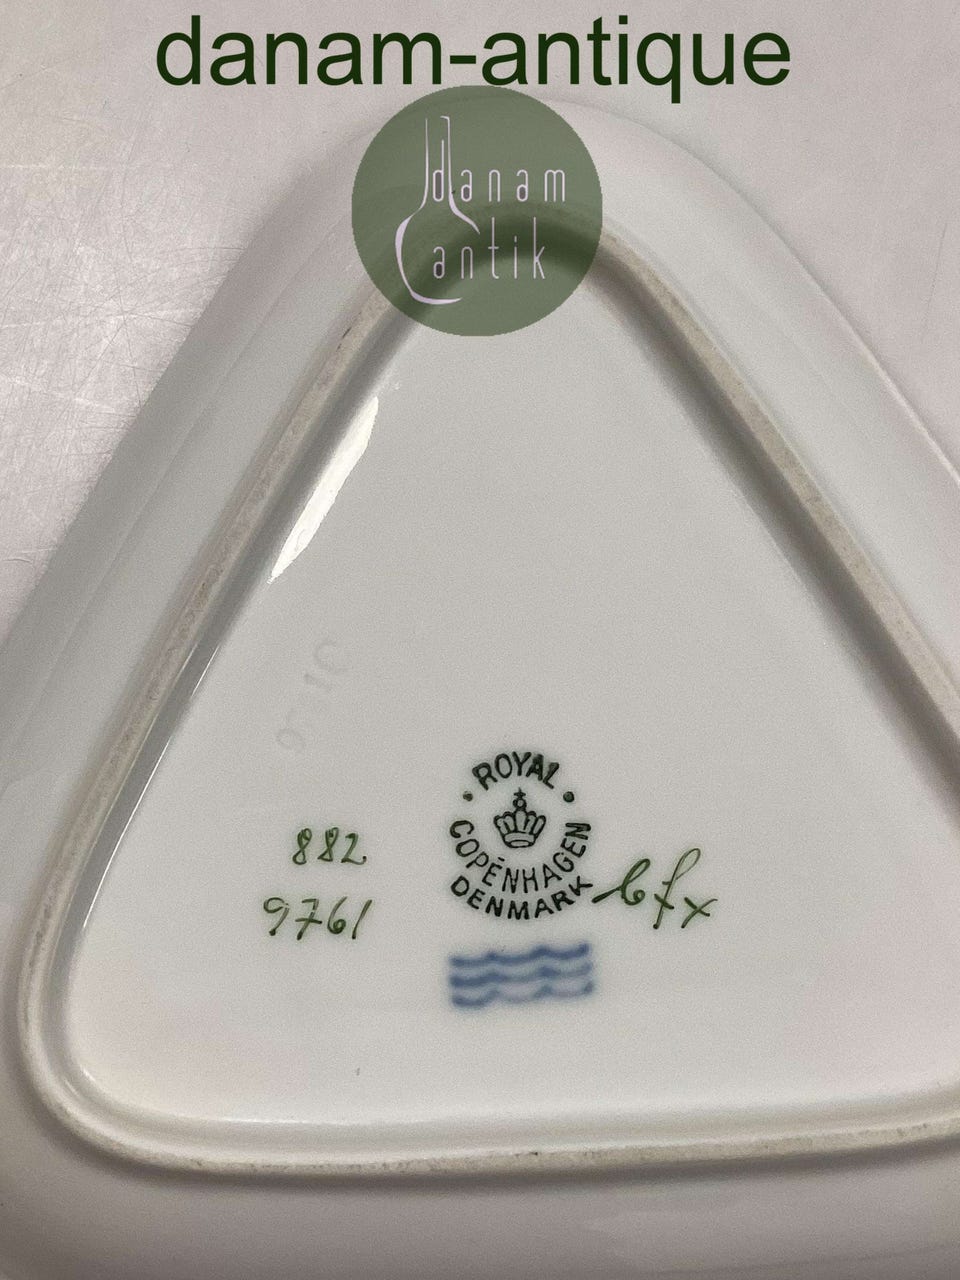 danam-antique
danam
antik
ROYAL
COPENHAGEN
DENMARK
882
9761